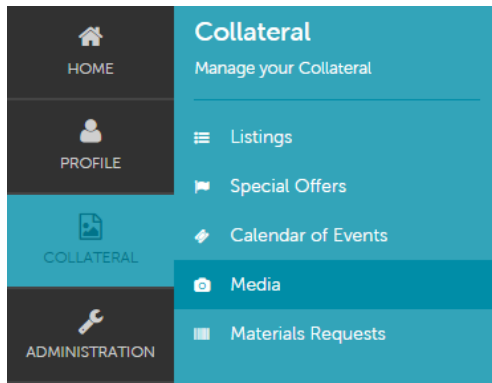 HOME
PROFILE
COLLATERAL
ADMINISTRATION
Collateral
Manage your Collateral
Listings
Special Offers
Calendar of Events
Media
Materials Requests